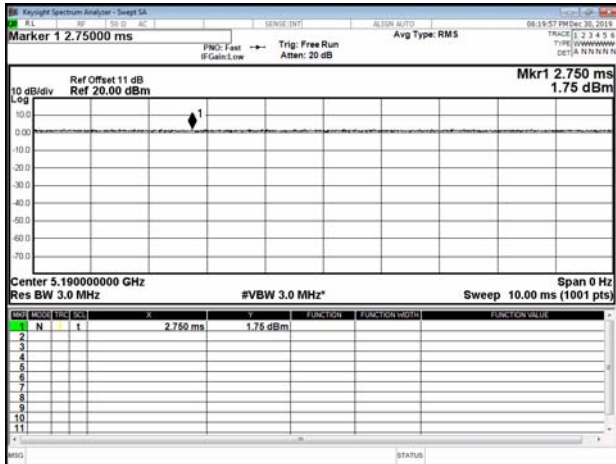 Keysight Spectrum Analyzer - Swept SA
RL RF 50 Ω AC SENSE:INT ALIGN AUTO 06:19:57 PM Dec 30, 2019
Marker 1 2.75000 ms
PNO: Fast Trig: Free Run Avg Type: RMS TRACE 1 2 3 4 5 6
IFGain:Low Atten: 20 dB TYPE WWWWWW
DET A N N N N N
Ref Offset 11 dB Mkr1 2.750 ms
10 dB/div Ref 20.00 dBm 1.75 dBm
Log
10.0
1
0.00
-10.0
-20.0
-30.0
-40.0
-50.0
-60.0
-70.0
Center 5.190000000 GHz Span 0 Hz
Res BW 3.0 MHz #VBW 3.0 MHz* Sweep 10.00 ms (1001 pts)
MKR MODE TRC SCL X Y FUNCTION FUNCTION WIDTH FUNCTION VALUE
1 N 1 t 2.750 ms 1.75 dBm
2
3
4
5
6
7
8
9
10
11
MSG STATUS